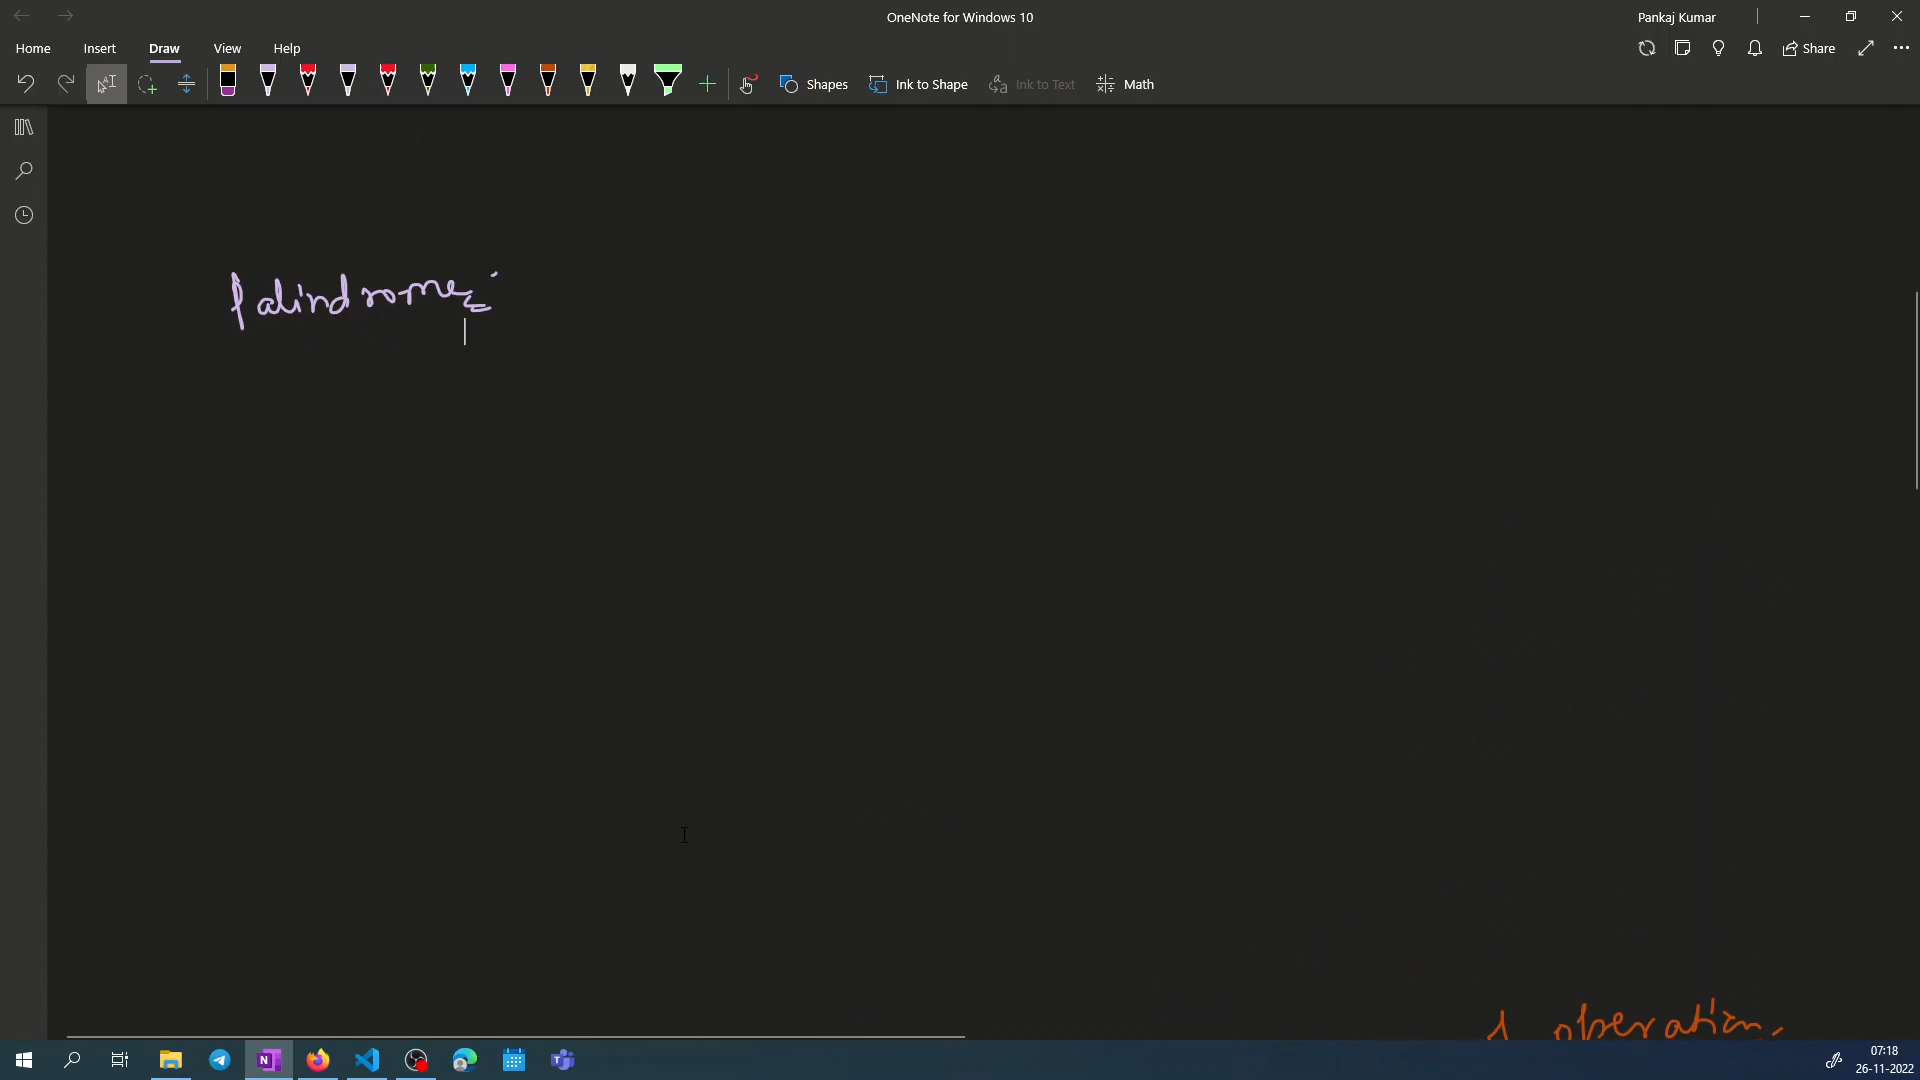 OneNote for Windows 10
Pankaj Kumar
Home Insert Draw View Help
Share
Shapes Ink to Shape Ink to Text Math
Palindrome:
1 operation.
07:18
26-11-2022